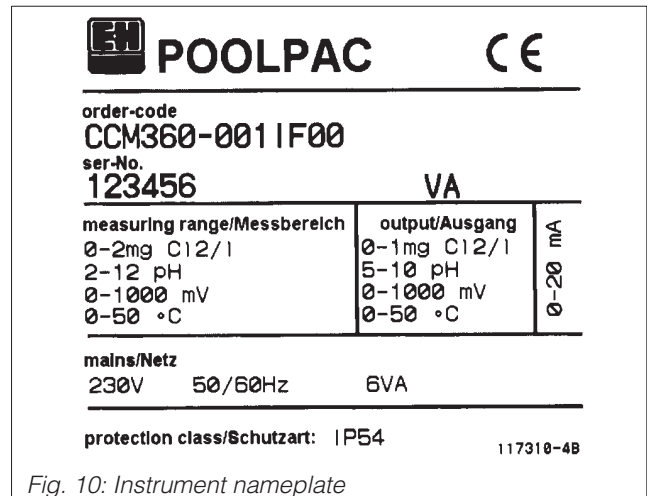 E+H POOLPAC CE
order-code
CCM360-001IF00
ser-No.
123456 VA
measuring range/Messbereich
0-2mg Cl2/l
2-12 pH
0-1000 mV
0-50 °C
output/Ausgang
0-1mg Cl2/l
5-10 pH
0-1000 mV
0-50 °C
0-20 mA
mains/Netz
230V 50/60Hz 6VA
protection class/Schutzart: IP54
117310-4B
Fig. 10: Instrument nameplate